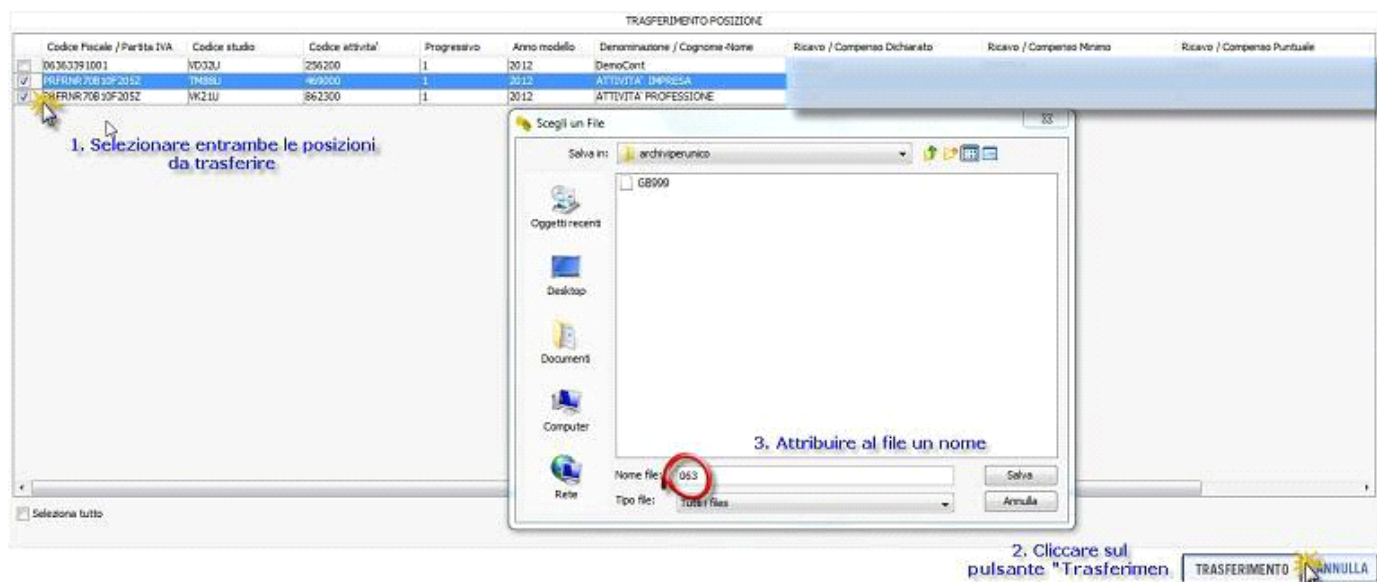 TRASFERIMENTO POSIZIONI
Codice Fiscale / Partita IVA Codice studio Codice attivita' Progressivo Anno modello Denominazione / Cognome-Nome Ricavo / Compenso Dichiarato Ricavo / Compenso Minimo Ricavo / Compenso Puntuale
06363391001 VD32U 256200 1 2012 DemoCont
PRFRNR70B10F205Z TM88U 469000 1 2012 ATTIVITA' IMPRESA
PRFRNR70B10F205Z VK21U 862300 1 2012 ATTIVITA' PROFESSIONE
1. Selezionare entrambe le posizioni
da trasferire
Scegli un File
Salva in: archiviperunico
GB999
Oggetti recenti
Desktop
Documenti
Computer
Rete
3. Attribuire al file un nome
Nome file: 063 Salva
Tipo file: Tutti i files Annulla
Seleziona tutto
2. Cliccare sul
pulsante "Trasferimen
TRASFERIMENTO ANNULLA